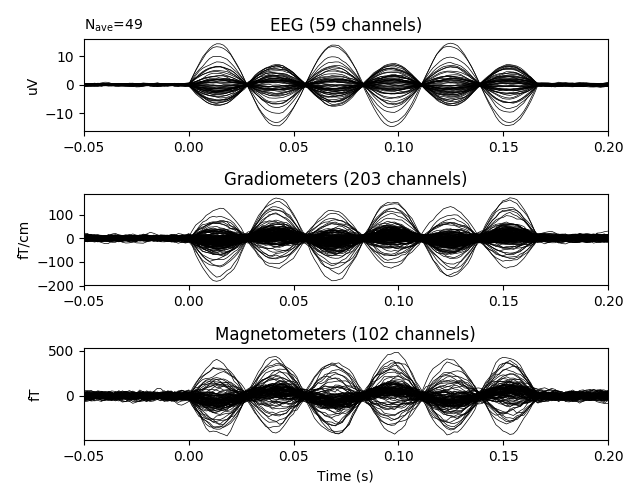 Nave=49
EEG (59 channels)
10
0
−10
uV
−0.05 0.00 0.05 0.10 0.15 0.20
Gradiometers (203 channels)
100
0
−100
−200
fT/cm
−0.05 0.00 0.05 0.10 0.15 0.20
Magnetometers (102 channels)
500
0
fT
−0.05 0.00 0.05 0.10 0.15 0.20
Time (s)